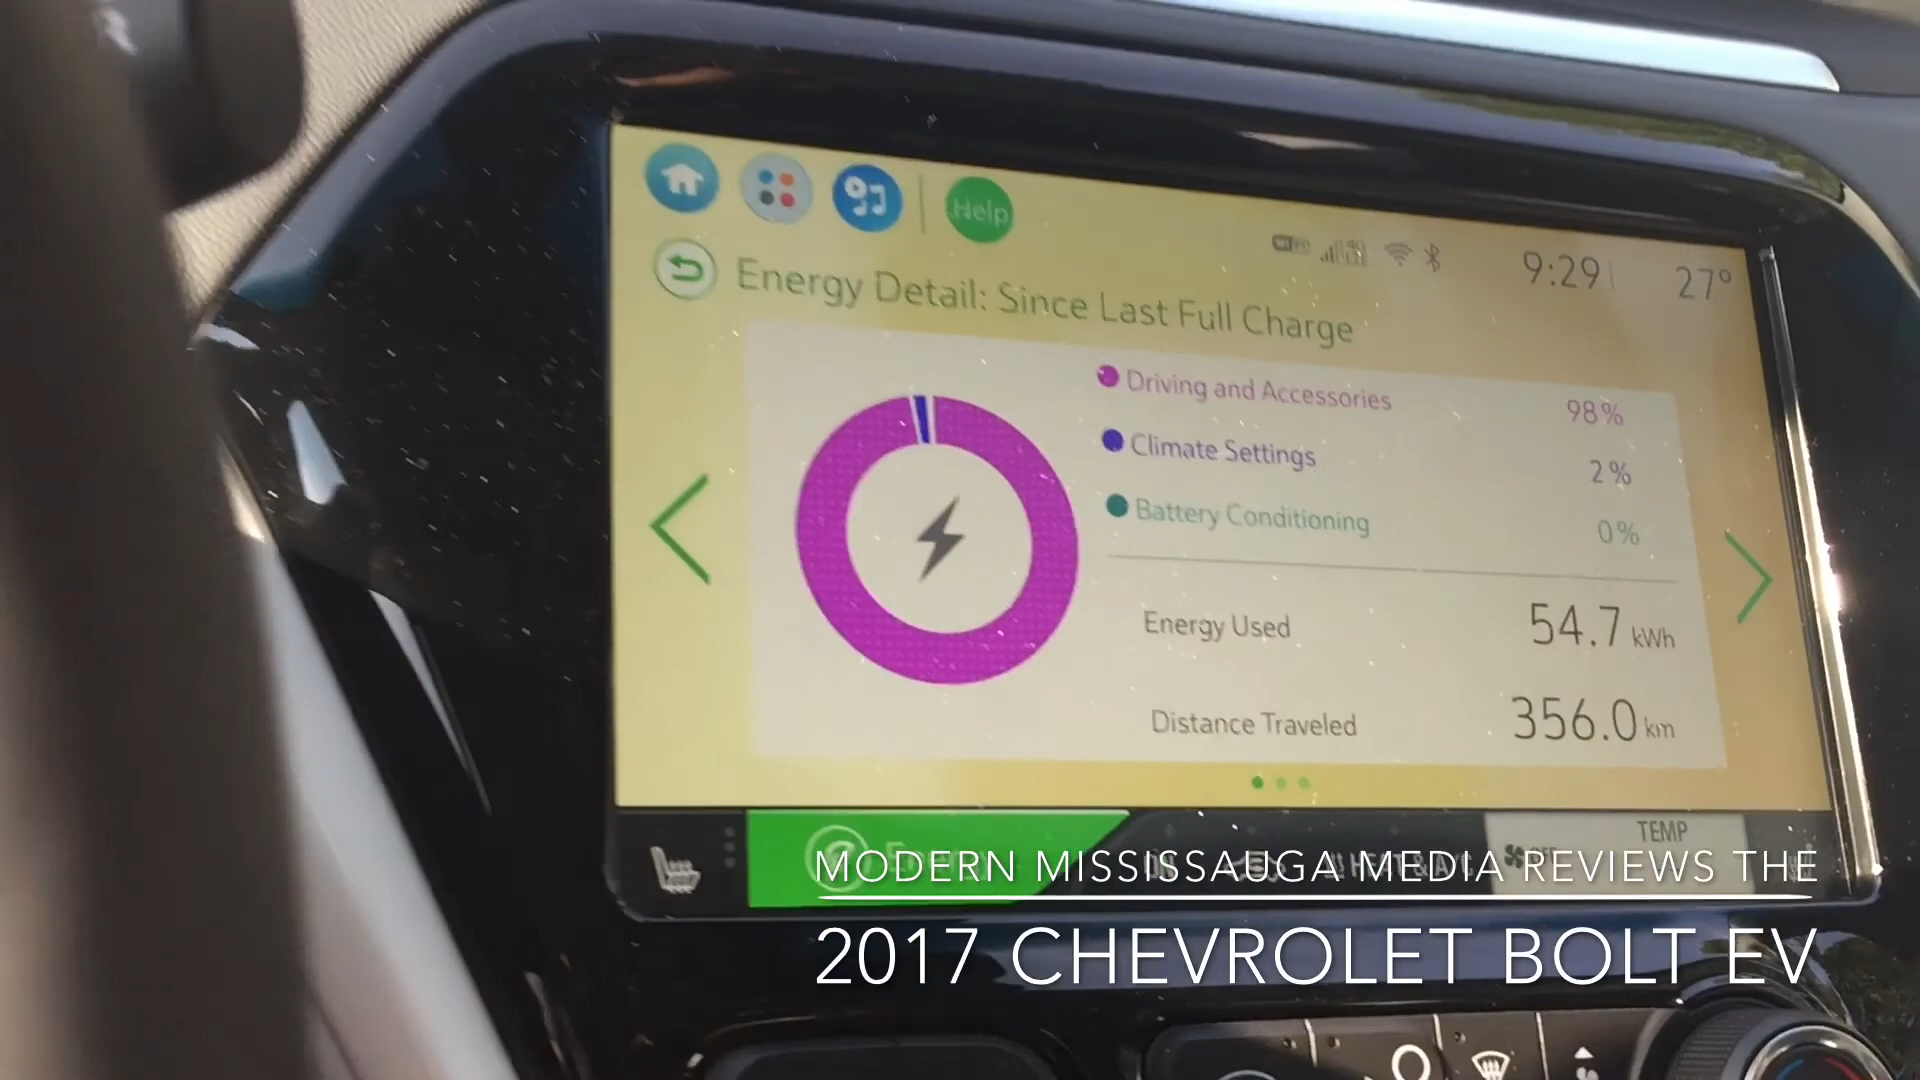 Help
9:29
27°
Energy Detail: Since Last Full Charge
Driving and Accessories 98%
Climate Settings 2%
Battery Conditioning 0%
Energy Used 54.7 kWh
Distance Traveled 356.0 km
TEMP
MODERN MISSISSAUGA MEDIA REVIEWS THE
2017 CHEVROLET BOLT EV